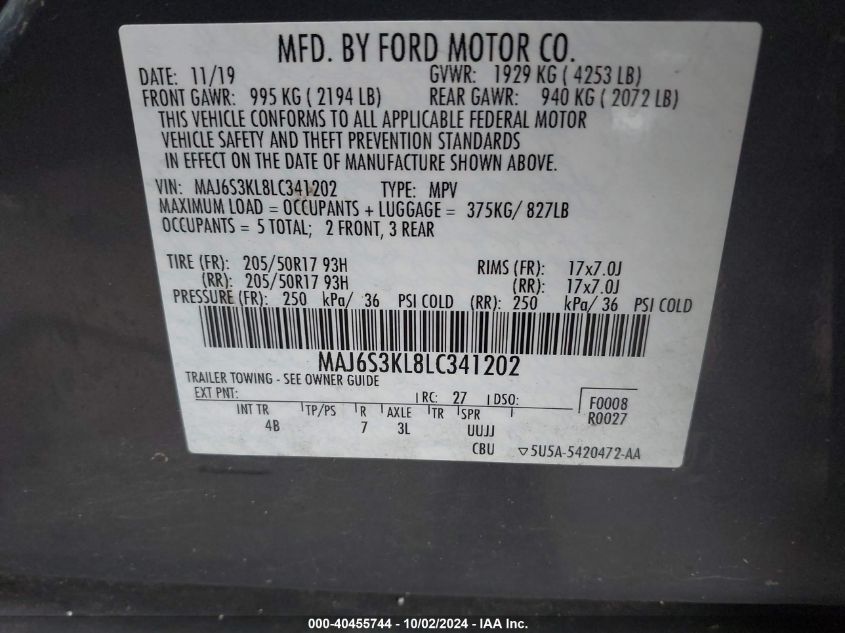 MFD. BY FORD MOTOR CO.
DATE: 11/19 GVWR: 1929 KG ( 4253 LB)
FRONT GAWR: 995 KG ( 2194 LB) REAR GAWR: 940 KG ( 2072 LB)
THIS VEHICLE CONFORMS TO ALL APPLICABLE FEDERAL MOTOR
VEHICLE SAFETY AND THEFT PREVENTION STANDARDS
IN EFFECT ON THE DATE OF MANUFACTURE SHOWN ABOVE.
VIN: MAJ6S3KL8LC341202 TYPE: MPV
MAXIMUM LOAD = OCCUPANTS + LUGGAGE = 375KG/ 827LB
OCCUPANTS = 5 TOTAL; 2 FRONT, 3 REAR
TIRE (FR): 205/50R17 93H RIMS (FR): 17x7.0J
(RR): 205/50R17 93H (RR): 17x7.0J
PRESSURE (FR): 250 kPa/ 36 PSI COLD (RR): 250 kPa/ 36 PSI COLD
MAJ6S3KL8LC341202
TRAILER TOWING - SEE OWNER GUIDE
EXT PNT: RC: 27 DSO: F0008
R0027
INT TR TP/PS R AXLE TR SPR
4B 7 3L UUJJ
CBU 5U5A-5420472-AA
000-40455744 - 10/02/2024 - IAA Inc.